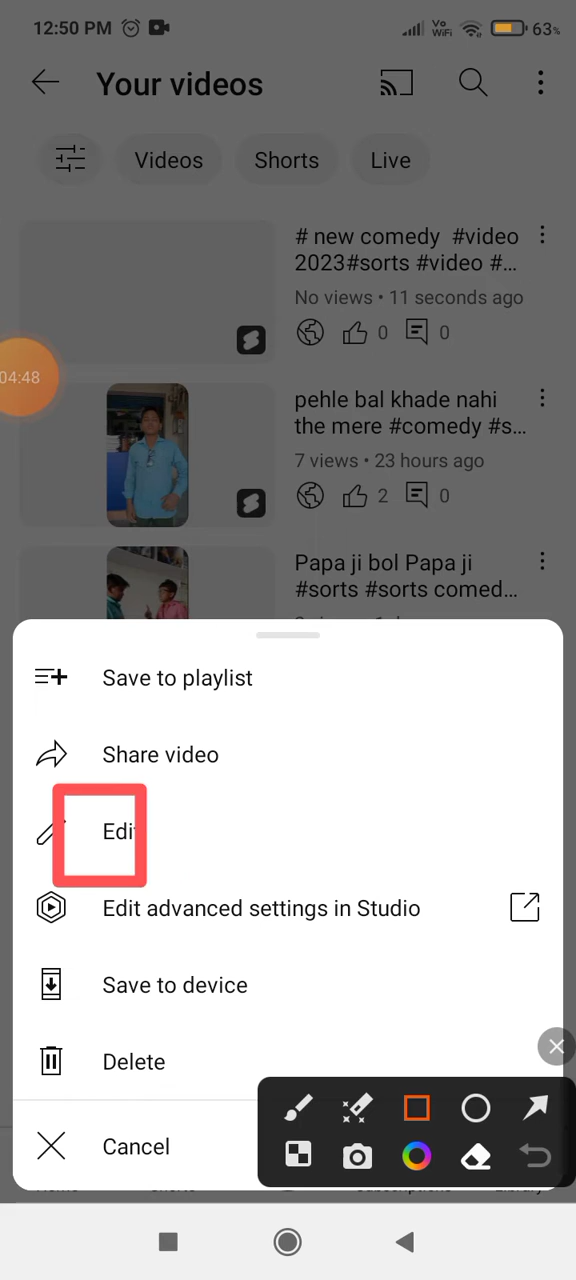 12:50 PM
Vo
WiFi
63%
Your videos
Videos
Shorts
Live
# new comedy #video
2023#sorts #video #...
No views • 11 seconds ago
0
0
04:48
pehle bal khade nahi
the mere #comedy #s...
7 views • 23 hours ago
2
0
Papa ji bol Papa ji
#sorts #sorts comed...
Save to playlist
Share video
Edi
Edit advanced settings in Studio
Save to device
Delete
Cancel